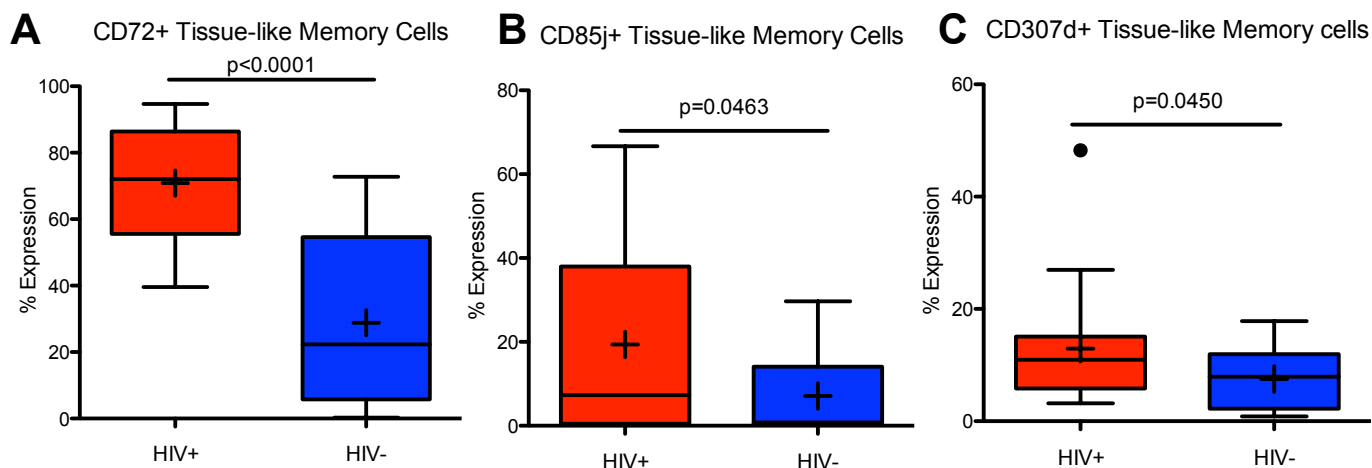 A CD72+ Tissue-like Memory Cells
p<0.0001
% Expression
100
80
60
40
20
0
HIV+ HIV-
B CD85j+ Tissue-like Memory Cells
p=0.0463
% Expression
80
60
40
20
0
HIV+ HIV-
C CD307d+ Tissue-like Memory cells
p=0.0450
% Expression
60
40
20
0
HIV+ HIV-